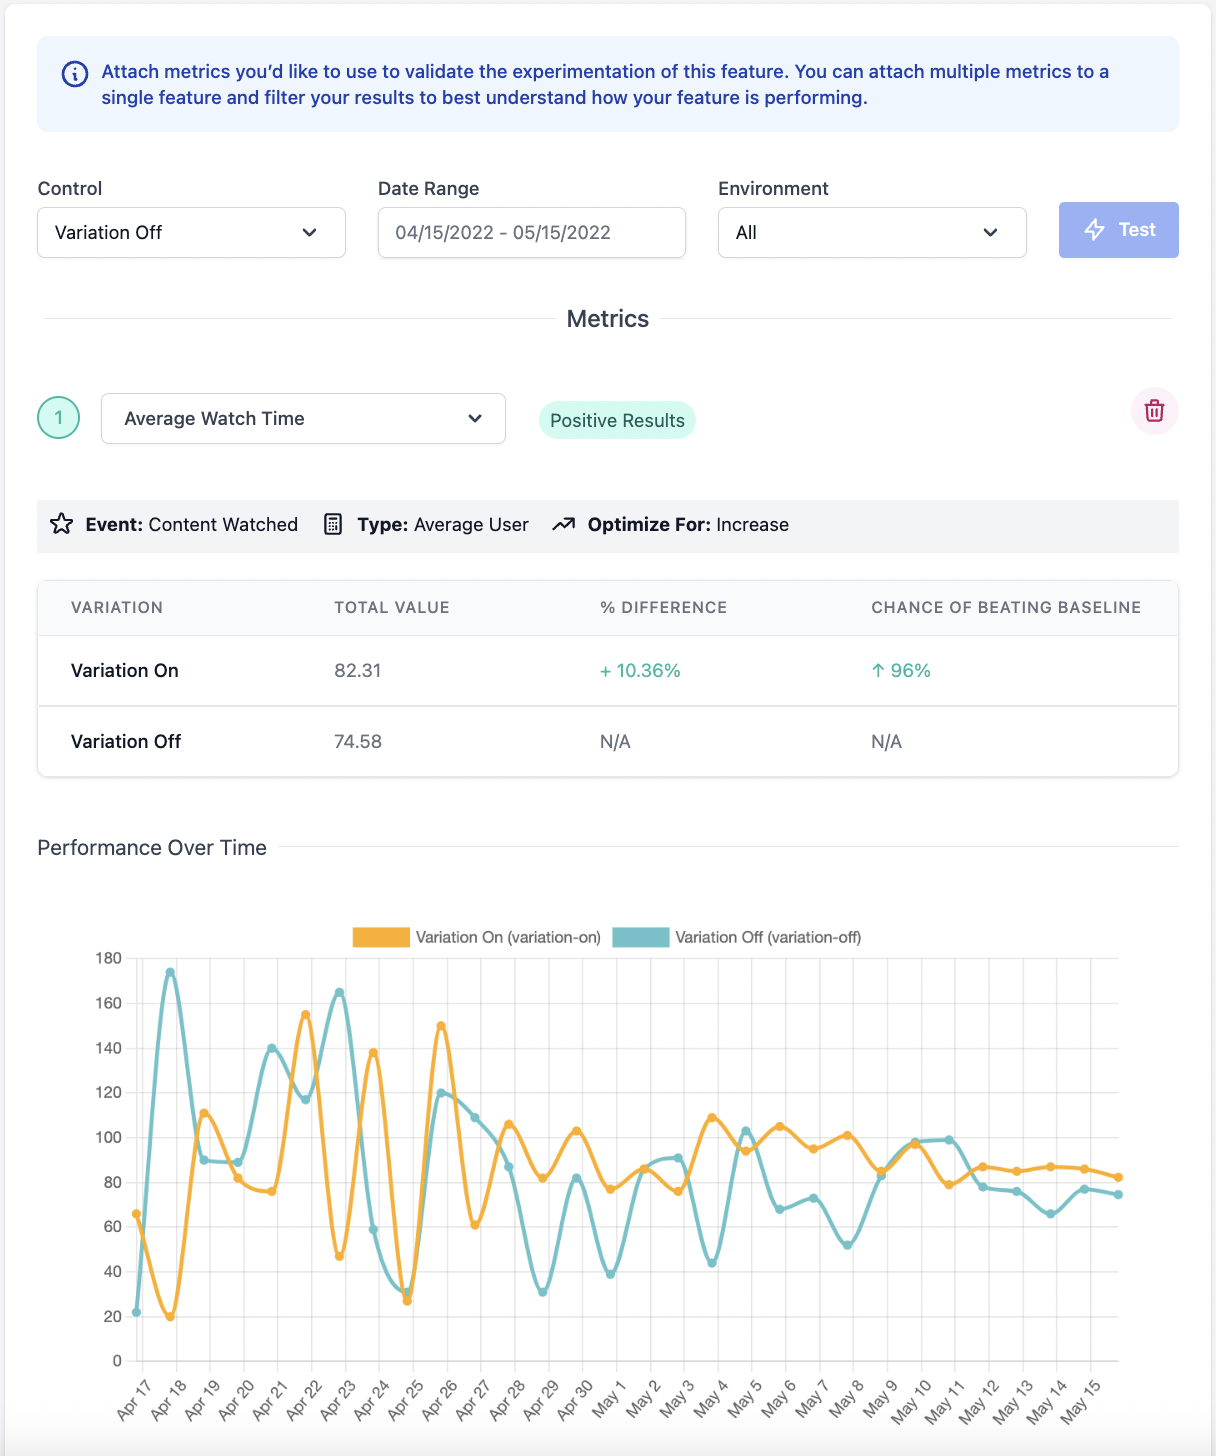 Attach metrics you’d like to use to validate the experimentation of this feature. You can attach multiple metrics to a
single feature and filter your results to best understand how your feature is performing.
Control
Date Range
Environment
Variation Off
04/15/2022 - 05/15/2022
All
Test
Metrics
1
Average Watch Time
Positive Results
Event: Content Watched
Type: Average User
Optimize For: Increase
VARIATION TOTAL VALUE % DIFFERENCE CHANCE OF BEATING BASELINE
Variation On 82.31 + 10.36% ↑ 96%
Variation Off 74.58 N/A N/A
Performance Over Time
Variation On (variation-on)
Variation Off (variation-off)
180
160
140
120
100
80
60
40
20
0
Apr 17
Apr 18
Apr 19
Apr 20
Apr 21
Apr 22
Apr 23
Apr 24
Apr 25
Apr 26
Apr 27
Apr 28
Apr 29
Apr 30
May 1
May 2
May 3
May 4
May 5
May 6
May 7
May 8
May 9
May 10
May 11
May 12
May 13
May 14
May 15